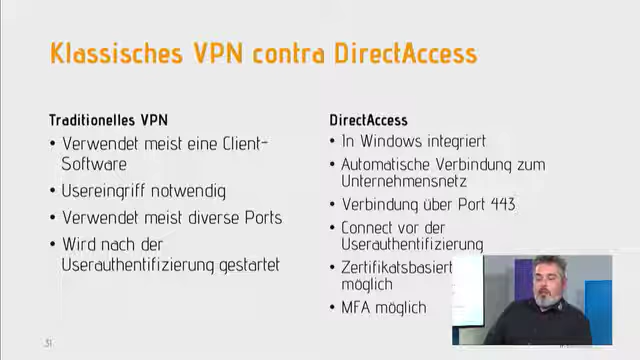 Klassisches VPN contra DirectAccess
Traditionelles VPN
• Verwendet meist eine Client-
Software
• Usereingriff notwendig
• Verwendet meist diverse Ports
• Wird nach der
Userauthentifizierung gestartet
DirectAccess
• In Windows integriert
• Automatische Verbindung zum
Unternehmensnetz
• Verbindung über Port 443
• Connect vor der
Userauthentifizierung
• Zertifikatsbasiert
möglich
• MFA möglich
31